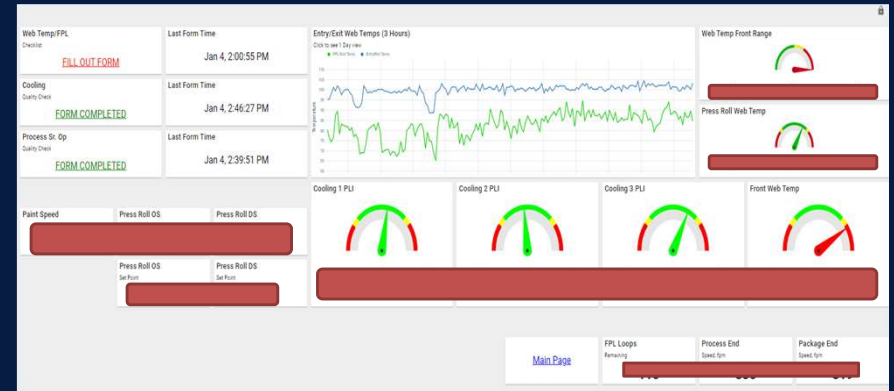 Web Temp/FPL
Checklist
FILL OUT FORM
Last Form Time
Jan 4, 2:00:55 PM
Cooling
Quality Check
FORM COMPLETED
Last Form Time
Jan 4, 2:46:27 PM
Process Sr. Op
Quality Check
FORM COMPLETED
Last Form Time
Jan 4, 2:39:51 PM
Entry/Exit Web Temps (3 Hours)
Click to see 1 Day view
Temperature
Web Temp Front Range
Press Roll Web Temp
Paint Speed
Press Roll OS
Press Roll DS
Press Roll OS
Set Point
Press Roll DS
Set Point
Cooling 1 PLI
Cooling 2 PLI
Cooling 3 PLI
Front Web Temp
Main Page
FPL Loops
Remaining
Process End
Speed, fpm
Package End
Speed, fpm